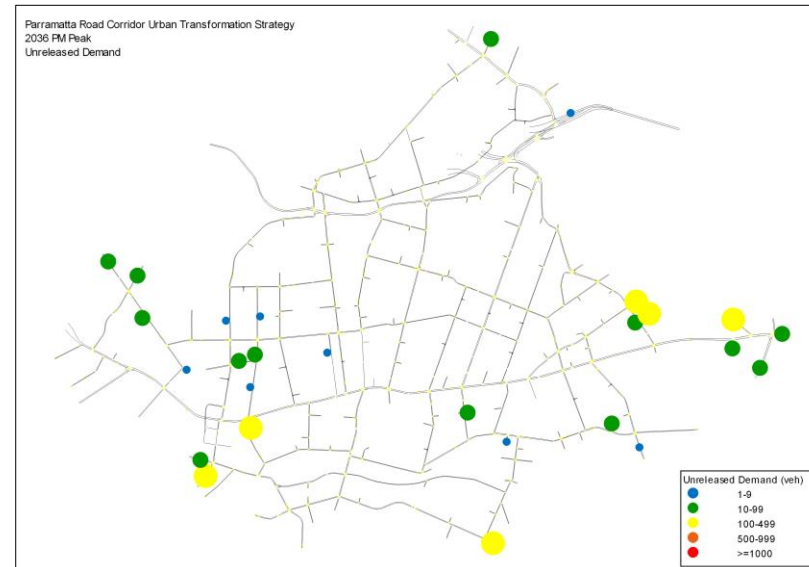 Parramatta Road Corridor Urban Transformation Strategy
2036 PM Peak
Unreleased Demand
Unreleased Demand (veh)
1-9
10-99
100-499
500-999
>=1000